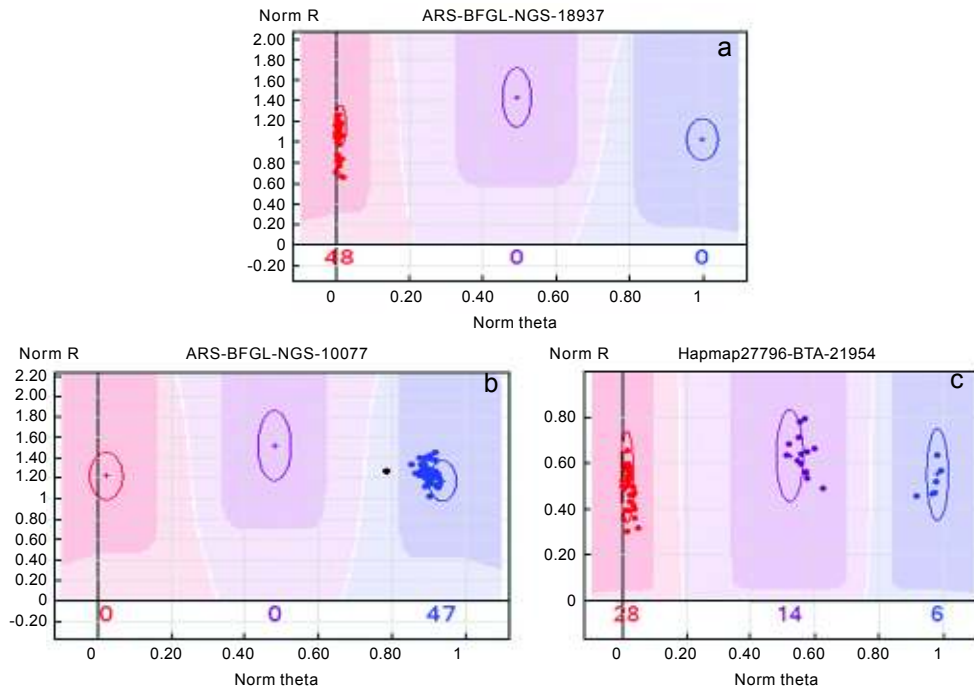 Norm R ARS-BFGL-NGS-18937
a
2.00
1.80
1.60
1.40
1.20
1
0.80
0.60
0.40
0.20
0
-0.20
48 0 0
0 0.20 0.40 0.60 0.80 1
Norm theta
Norm R ARS-BFGL-NGS-10077
b
2.20
2.00
1.80
1.60
1.40
1.20
1
0.80
0.60
0.40
0.20
0
-0.20
0 0 47
0 0.20 0.40 0.60 0.80 1
Norm theta
Norm R Hapmap27796-BTA-21954
c
0.80
0.60
0.40
0.20
0
28 14 6
0 0.20 0.40 0.60 0.80 1
Norm theta